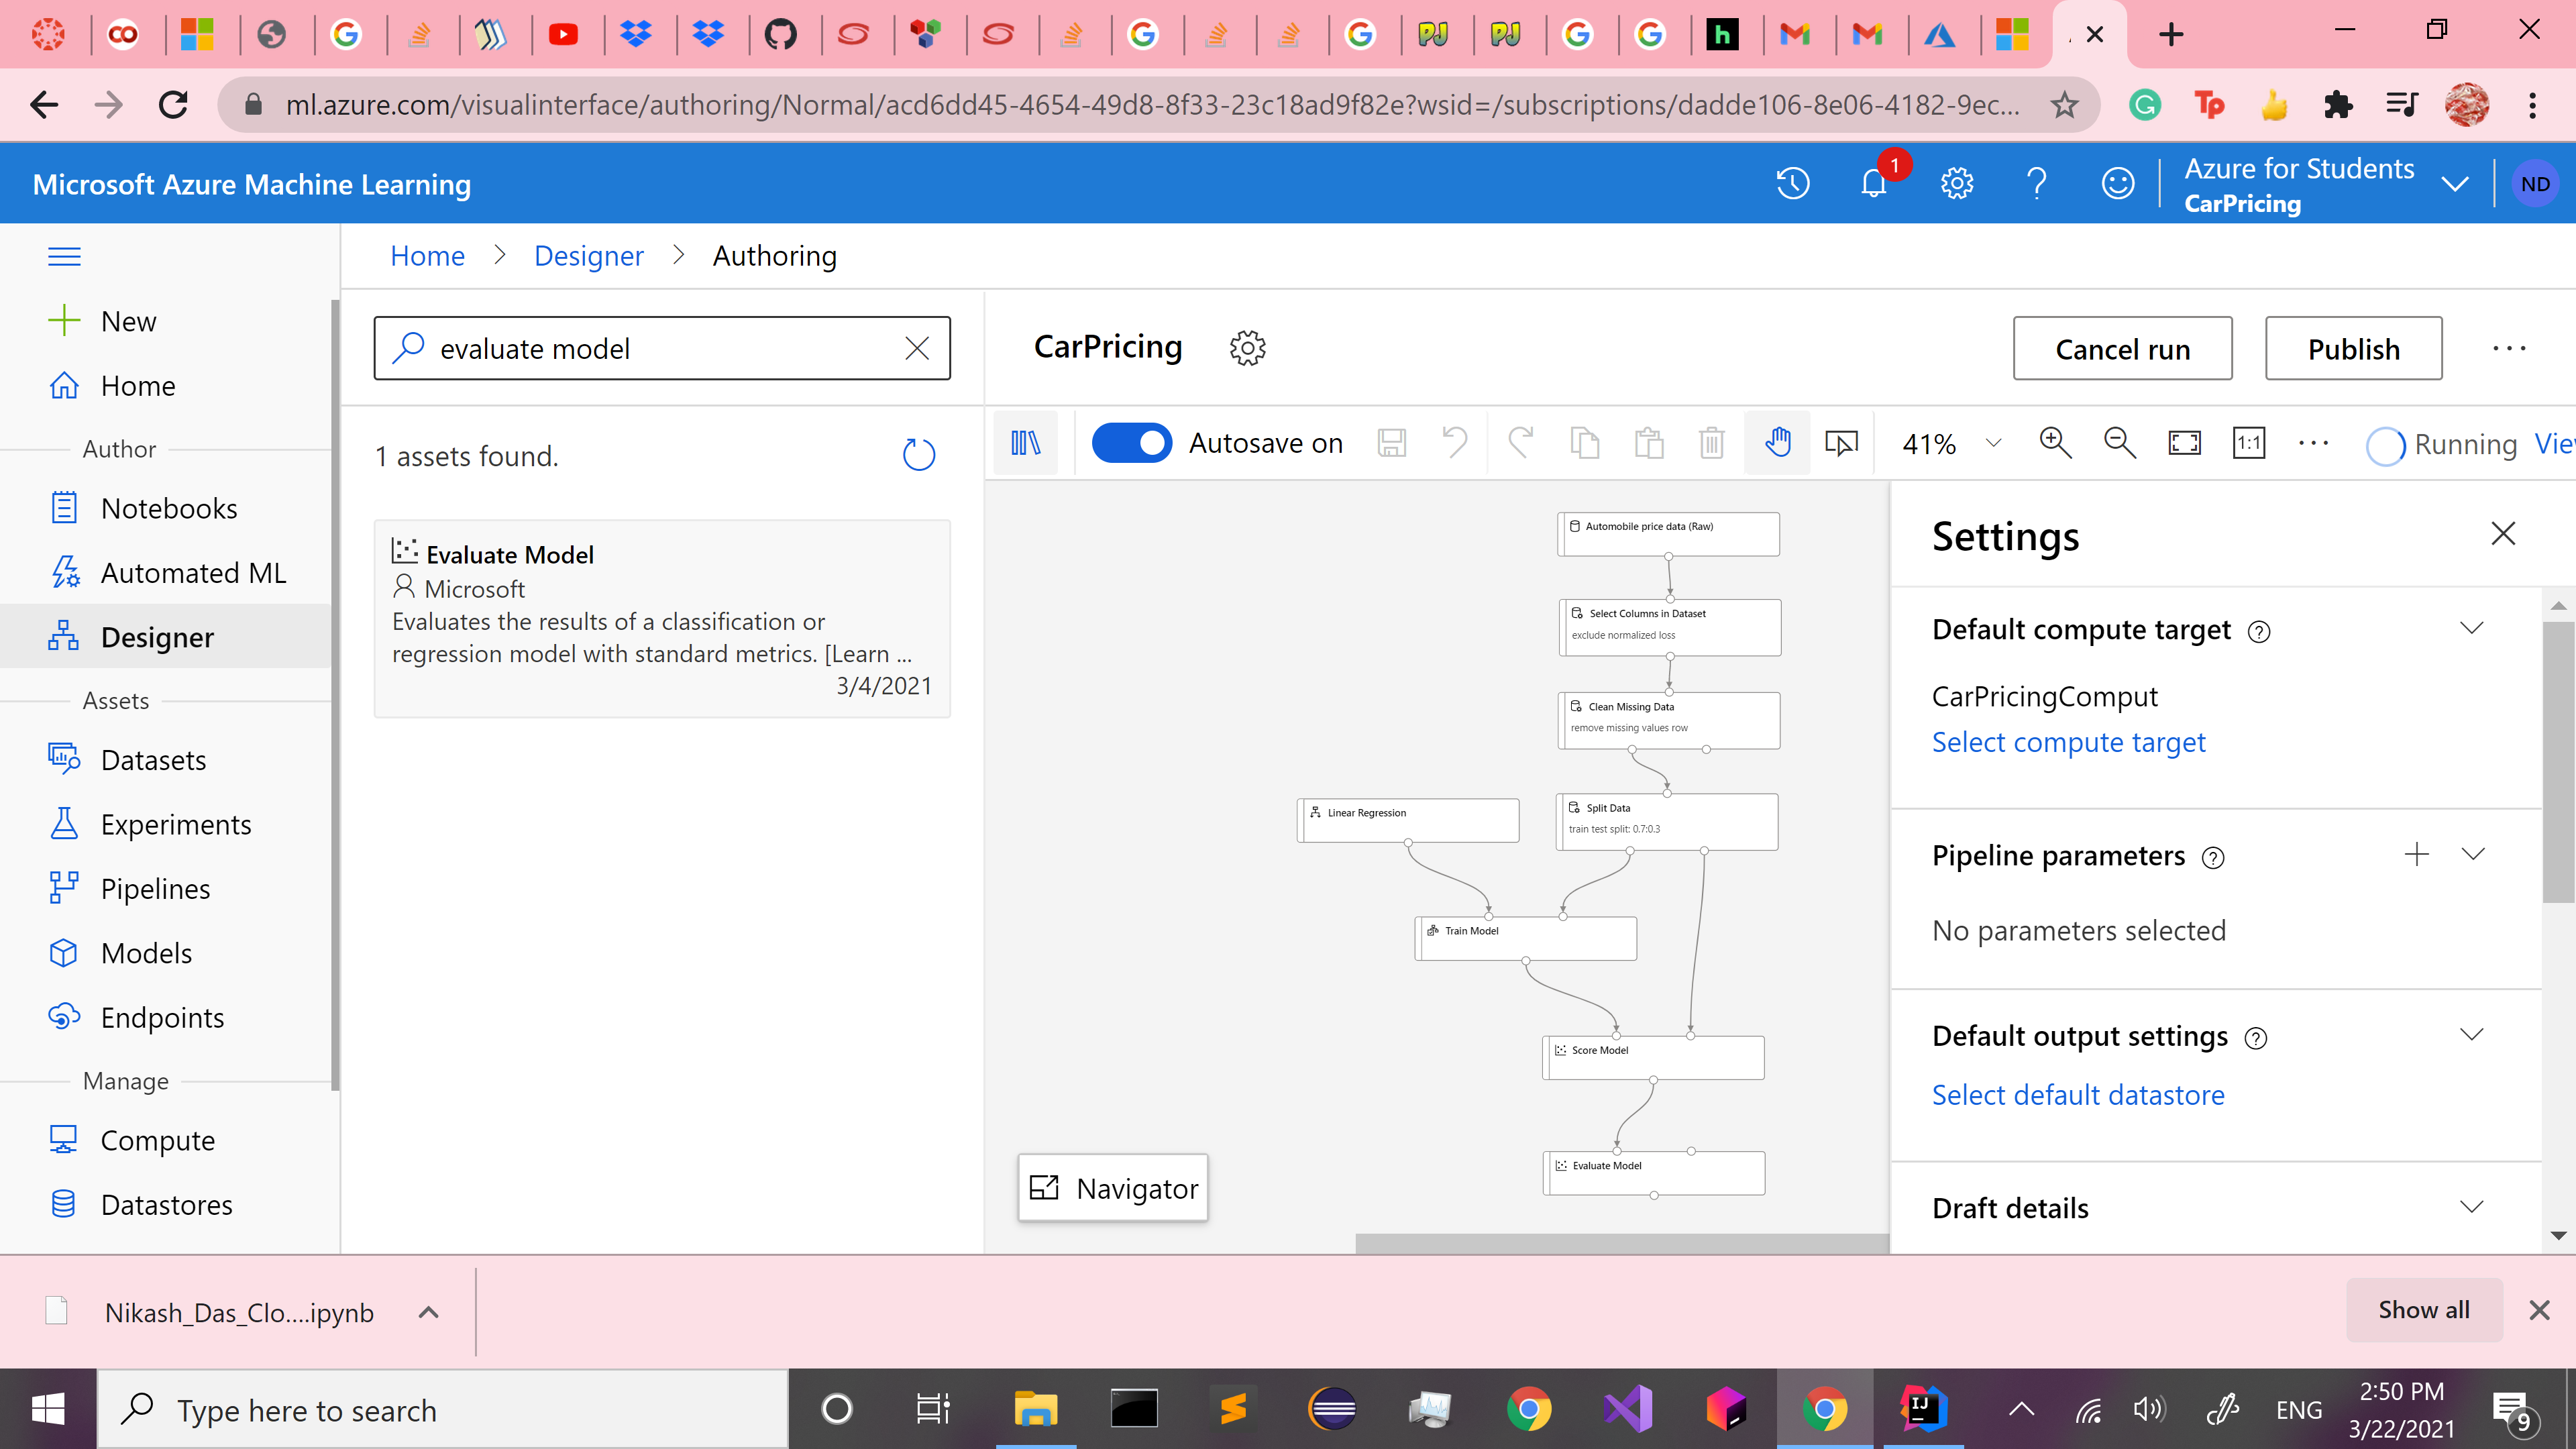 ml.azure.com/visualinterface/authoring/Normal/acd6dd45-4654-49d8-8f33-23c18ad9f82e?wsid=/subscriptions/dadde106-8e06-4182-9ec...
Microsoft Azure Machine Learning
1
Azure for Students
CarPricing
ND
New
Home
Author
Notebooks
Automated ML
Designer
Assets
Datasets
Experiments
Pipelines
Models
Endpoints
Manage
Compute
Datastores
Home > Designer > Authoring
evaluate model
1 assets found.
Evaluate Model
Microsoft
Evaluates the results of a classification or
regression model with standard metrics. [Learn ...
3/4/2021
CarPricing
Cancel run
Publish
Autosave on
41%
1:1
Running
Vie
Automobile price data (Raw)
Select Columns in Dataset
exclude normalized loss
Clean Missing Data
remove missing values row
Split Data
train test split: 0.7:0.3
Linear Regression
Train Model
Score Model
Evaluate Model
Navigator
Settings
Default compute target
CarPricingComput
Select compute target
Pipeline parameters
No parameters selected
Default output settings
Select default datastore
Draft details
Nikash_Das_Clo....ipynb
Show all
Type here to search
ENG
2:50 PM
3/22/2021
9